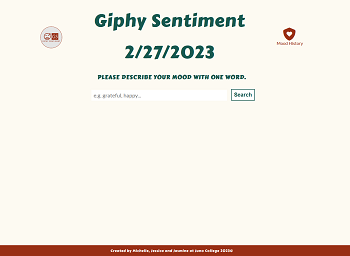 Giphy Sentiment
2/27/2023
PLEASE DESCRIBE YOUR MOOD WITH ONE WORD.
Mood History
e.g.grateful, happy...
Search
Created by Michelle, Jessica and Jasmine at Juno College ©2020